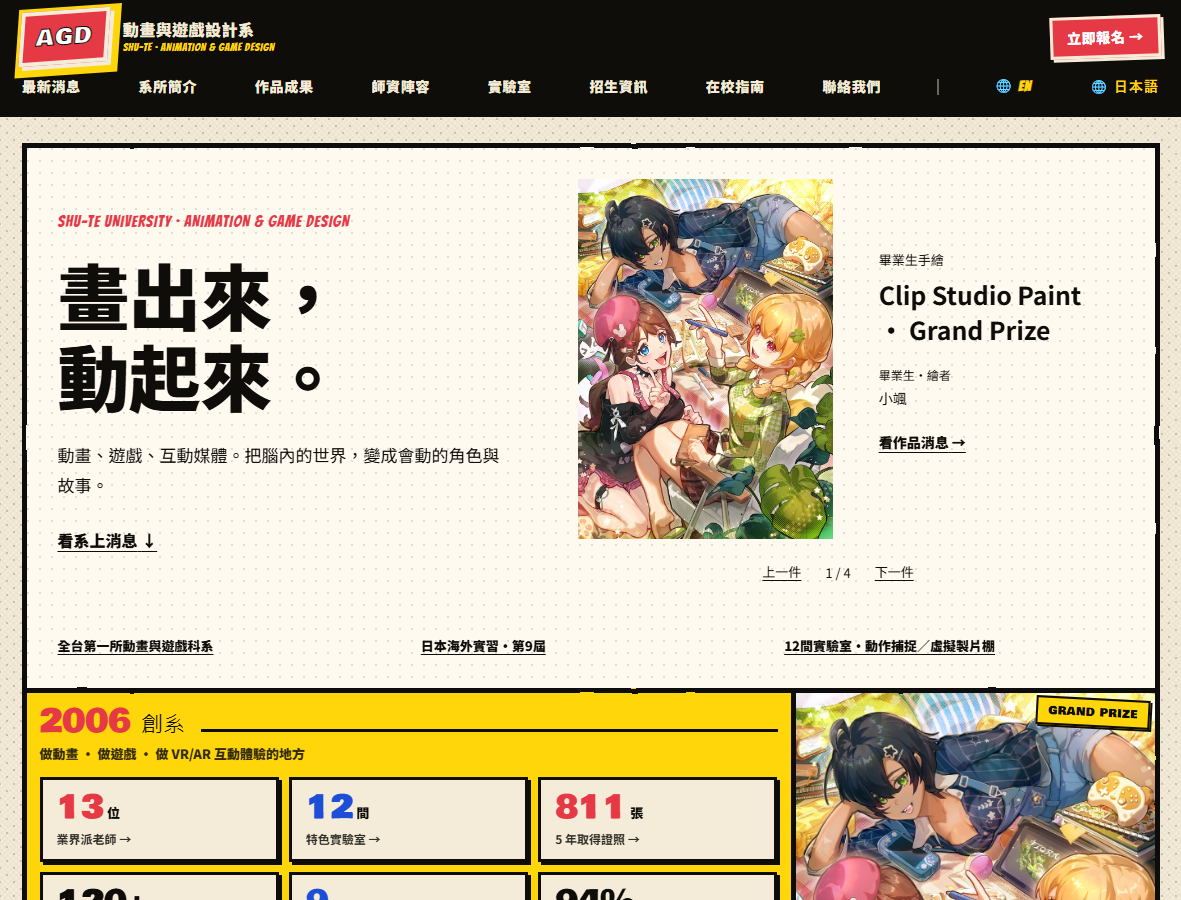 AGD
動畫與遊戲設計系
SHU-TE · ANIMATION & GAME DESIGN
立即報名 →
最新消息 系所簡介 作品成果 師資陣容 實驗室 招生資訊 在校指南 聯絡我們 | EN 日本語
SHU-TE UNIVERSITY · ANIMATION & GAME DESIGN
畫出來，
動起來。
動畫、遊戲、互動媒體。把腦內的世界，變成會動的角色與
故事。
看系上消息 ↓
畢業生手繪
Clip Studio Paint
・ Grand Prize
畢業生・繪者
小颯
看作品消息 →
上一件 1 / 4 下一件
全台第一所動畫與遊戲科系 日本海外實習・第9屆 12間實驗室・動作捕捉／虛擬製片棚
2006 創系
GRAND PRIZE
做動畫 ・ 做遊戲 ・ 做 VR/AR 互動體驗的地方
13 位
業界派老師 →
12 間
特色實驗室 →
811 張
5 年取得證照 →